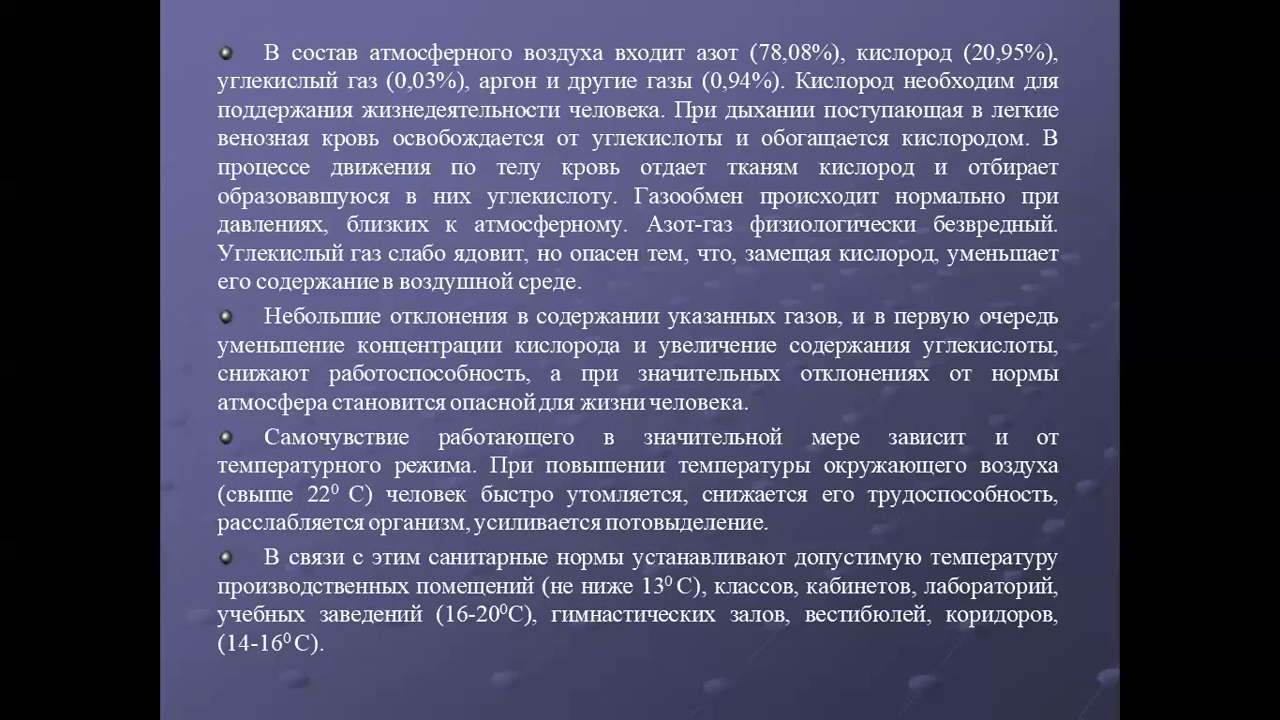 В состав атмосферного воздуха входит азот (78,08%), кислород (20,95%),
углекислый газ (0,03%), аргон и другие газы (0,94%). Кислород необходим для
поддержания жизнедеятельности человека. При дыхании поступающая в легкие
венозная кровь освобождается от углекислоты и обогащается кислородом. В
процессе движения по телу кровь отдает тканям кислород и отбирает
образовавшуюся в них углекислоту. Газообмен происходит нормально при
давлениях, близких к атмосферному. Азот-газ физиологически безвредный.
Углекислый газ слабо ядовит, но опасен тем, что, замещая кислород, уменьшает
его содержание в воздушной среде.
Небольшие отклонения в содержании указанных газов, и в первую очередь
уменьшение концентрации кислорода и увеличение содержания углекислоты,
снижают работоспособность, а при значительных отклонениях от нормы
атмосфера становится опасной для жизни человека.
Самочувствие работающего в значительной мере зависит и от
температурного режима. При повышении температуры окружающего воздуха
(свыше 22⁰ С) человек быстро утомляется, снижается его трудоспособность,
расслабляется организм, усиливается потовыделение.
В связи с этим санитарные нормы устанавливают допустимую температуру
производственных помещений (не ниже 13⁰ С), классов, кабинетов, лабораторий,
учебных заведений (16-20⁰С), гимнастических залов, вестибюлей, коридоров,
(14-16⁰ С).